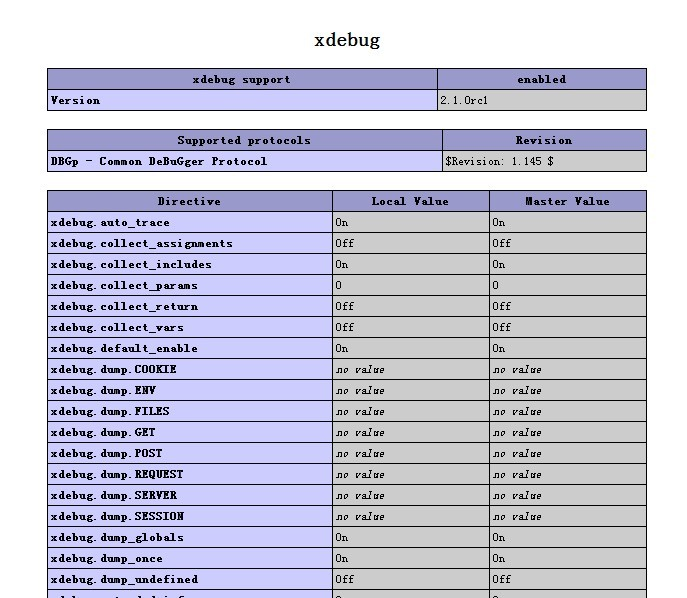 xdebug
xdebug support enabled
Version 2.1.0rc1
Supported protocols Revision
DBGp - Common DeBuGger Protocol $Revision: 1.145 $
Directive Local Value Master Value
xdebug.auto_trace On On
xdebug.collect_assignments Off Off
xdebug.collect_includes On On
xdebug.collect_params 0 0
xdebug.collect_return Off Off
xdebug.collect_vars Off Off
xdebug.default_enable On On
xdebug.dump.COOKIE no value no value
xdebug.dump.ENV no value no value
xdebug.dump.FILES no value no value
xdebug.dump.GET no value no value
xdebug.dump.POST no value no value
xdebug.dump.REQUEST no value no value
xdebug.dump.SERVER no value no value
xdebug.dump.SESSION no value no value
xdebug.dump_globals On On
xdebug.dump_once On On
xdebug.dump_undefined Off Off